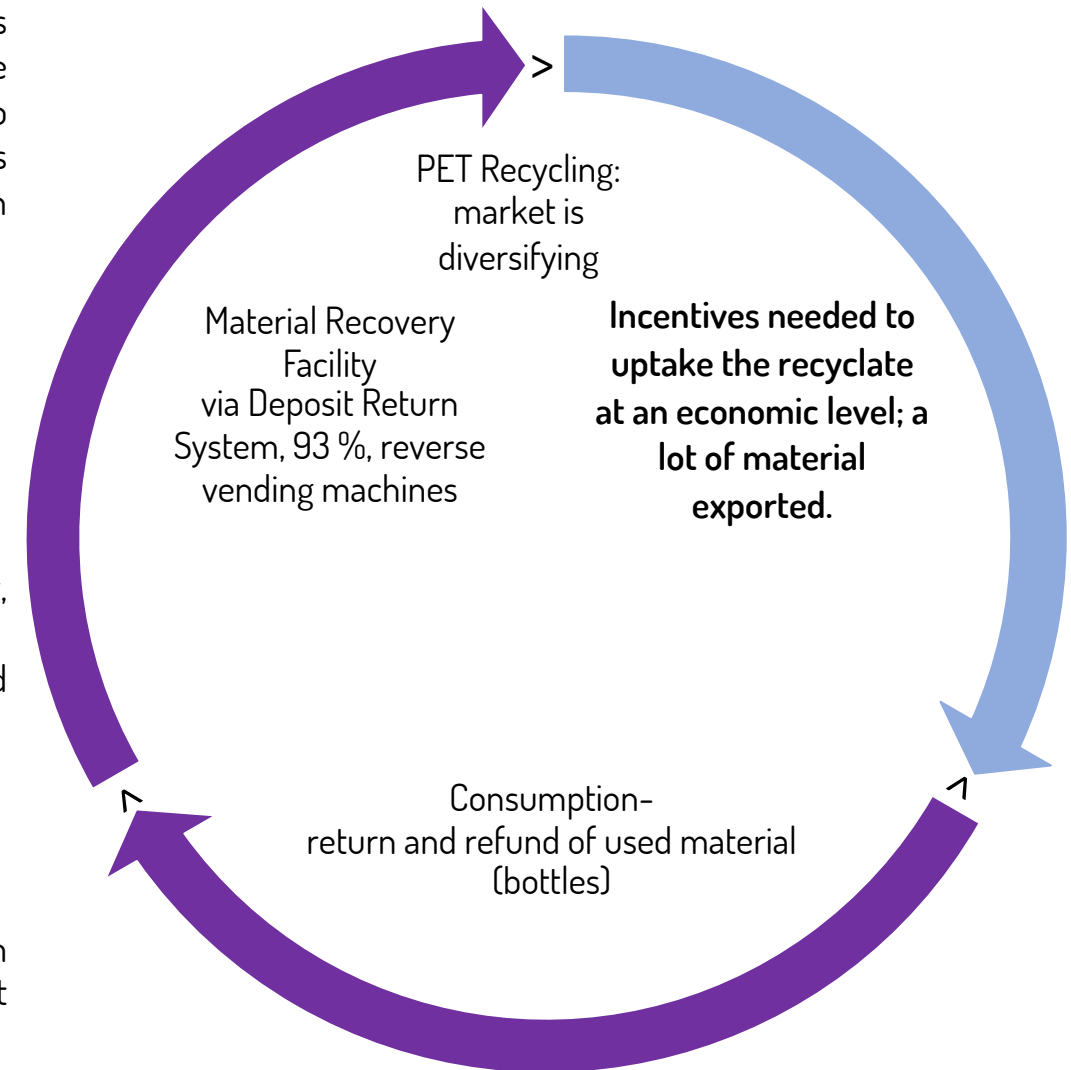 s
e
o
s
n
>
PET Recycling:
market is
diversifying
Material Recovery
Facility
via Deposit Return
System, 93 %, reverse
vending machines
Incentives needed to
uptake the recyclate
at an economic level; a
lot of material
exported.
,
d
>
>
Consumption-
return and refund of used material
(bottles)
n
t